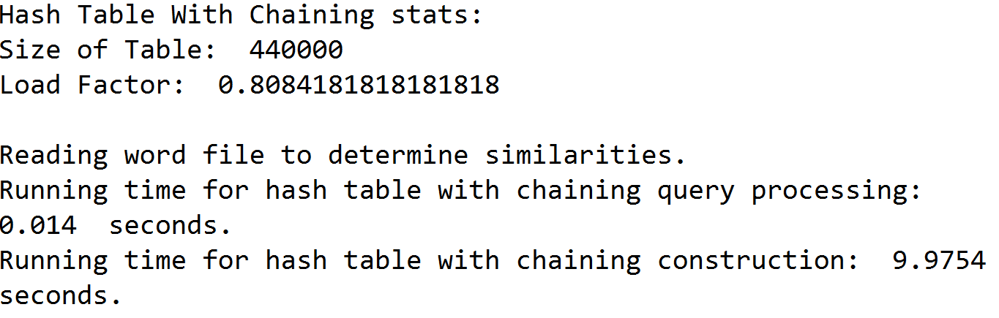 Hash Table With Chaining stats:
Size of Table:  440000
Load Factor:  0.8084181818181818
Reading word file to determine similarities.
Running time for hash table with chaining query processing:
0.014  seconds.
Running time for hash table with chaining construction:  9.9754
seconds.